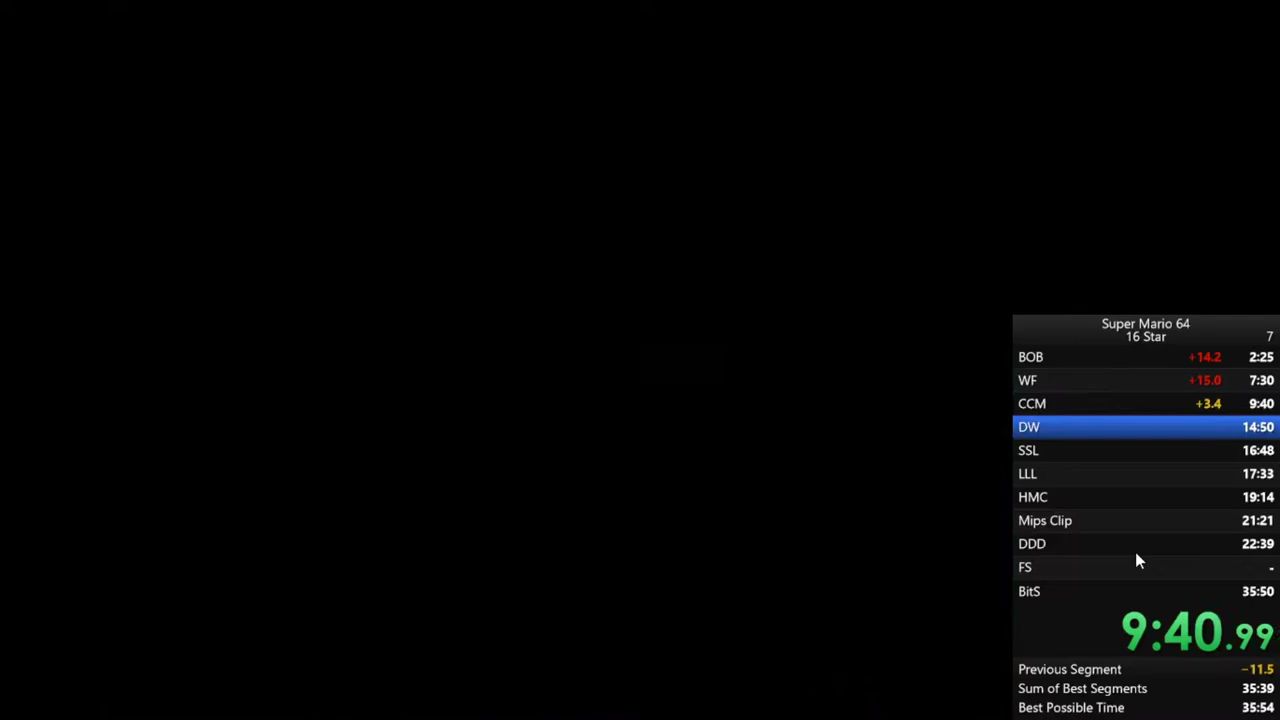 Super Mario 64
16 Star 7
BOB +14.2 2:25
WF +15.0 7:30
CCM +3.4 9:40
DW 14:50
SSL 16:48
LLL 17:33
HMC 19:14
Mips Clip 21:21
DDD 22:39
FS -
BitS 35:50
9:40.99
Previous Segment −11.5
Sum of Best Segments 35:39
Best Possible Time 35:54